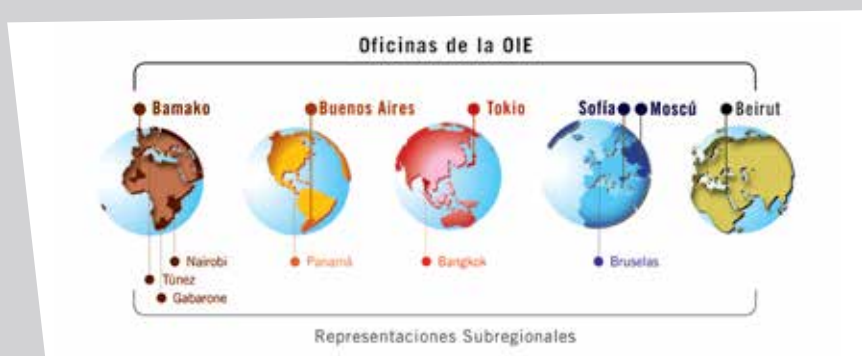 Oficinas de la OIE
Bamako
Buenos Aires
Tokio
Sofía
Moscú
Beirut
Nairobi
Túnez
Gabarone
Panamá
Bangkok
Bruselas
Representaciones Subregionales